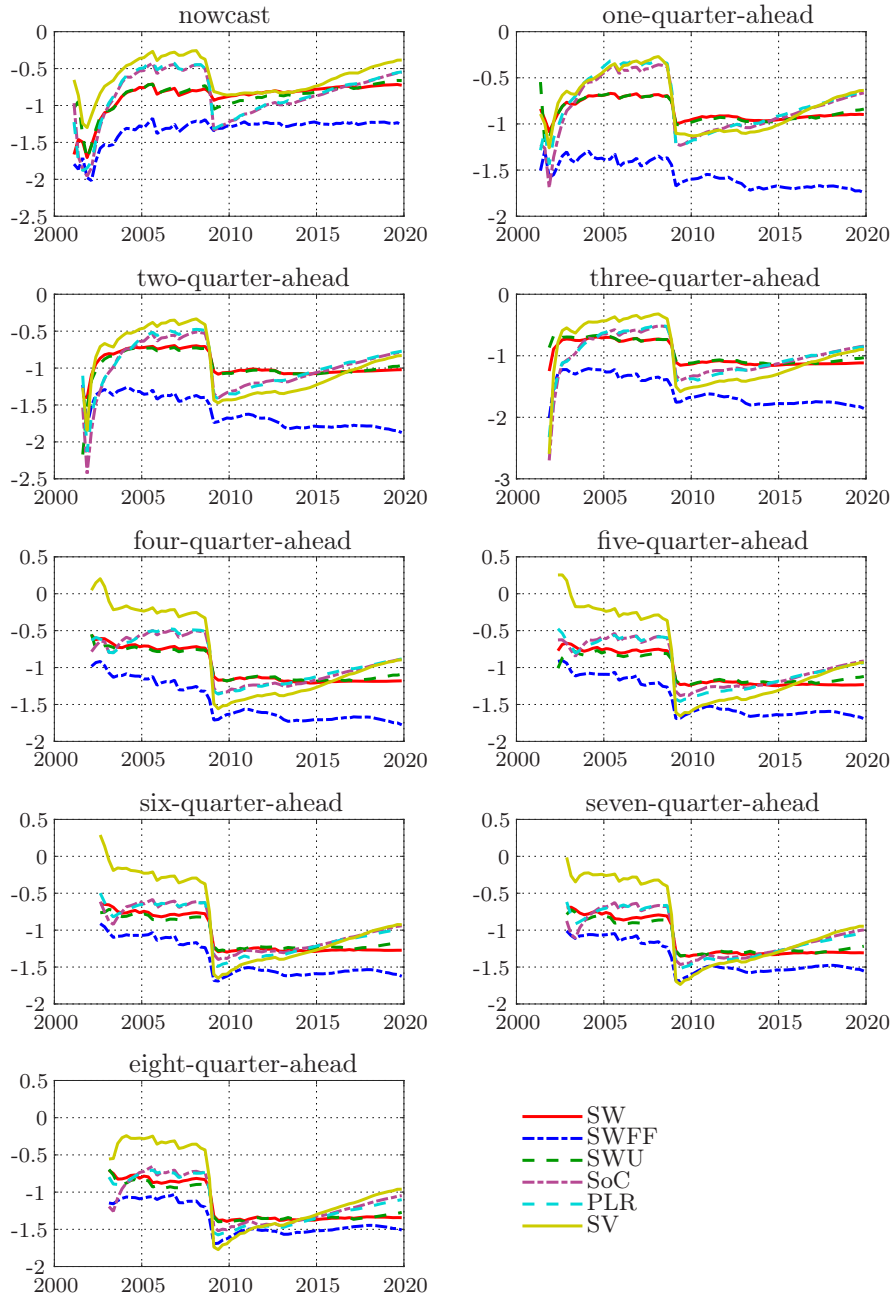 nowcast
0
-0.5
-1
-1.5
-2
-2.5
2000 2005 2010 2015 2020
one-quarter-ahead
0
-0.5
-1
-1.5
-2
2000 2005 2010 2015 2020
two-quarter-ahead
0
-0.5
-1
-1.5
-2
-2.5
2000 2005 2010 2015 2020
three-quarter-ahead
0
-1
-2
-3
2000 2005 2010 2015 2020
four-quarter-ahead
0.5
0
-0.5
-1
-1.5
-2
2000 2005 2010 2015 2020
five-quarter-ahead
0.5
0
-0.5
-1
-1.5
-2
2000 2005 2010 2015 2020
six-quarter-ahead
0.5
0
-0.5
-1
-1.5
-2
2000 2005 2010 2015 2020
seven-quarter-ahead
0.5
0
-0.5
-1
-1.5
-2
2000 2005 2010 2015 2020
eight-quarter-ahead
0.5
0
-0.5
-1
-1.5
-2
2000 2005 2010 2015 2020
SW
SWFF
SWU
SoC
PLR
SV